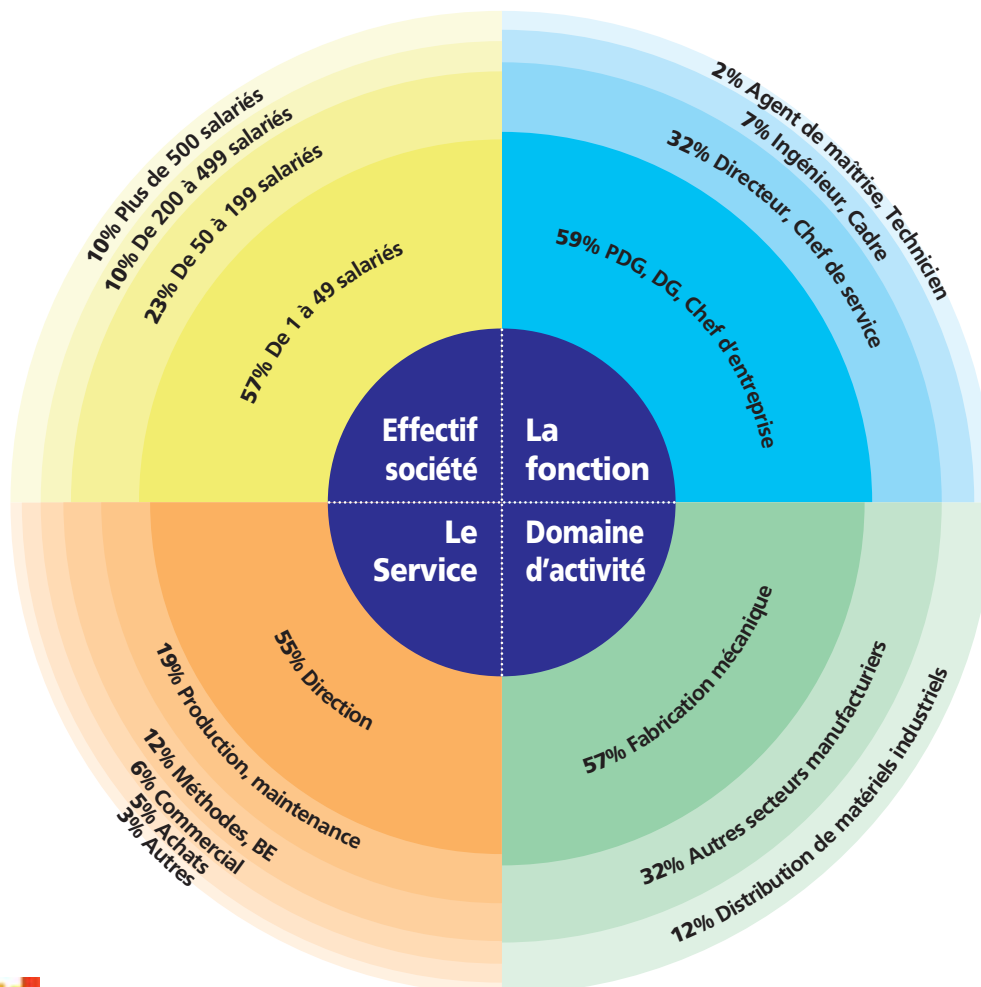 10% Plus de 500 salariés
10% De 200 à 499 salariés
23% De 50 à 199 salariés
57% De 1 à 49 salariés
2% Agent de maîtrise, Technicien
7% Ingénieur, Cadre
32% Directeur, Chef de service
59% PDG, DG, Chef d’entreprise
Effectif
société
La
fonction
Le
Service
Domaine
d’activité
55% Direction
19% Production, maintenance
12% Méthodes, BE
6% Commercial
5% Achats
3% Autres
57% Fabrication mécanique
32% Autres secteurs manufacturiers
12% Distribution de matériels industriels